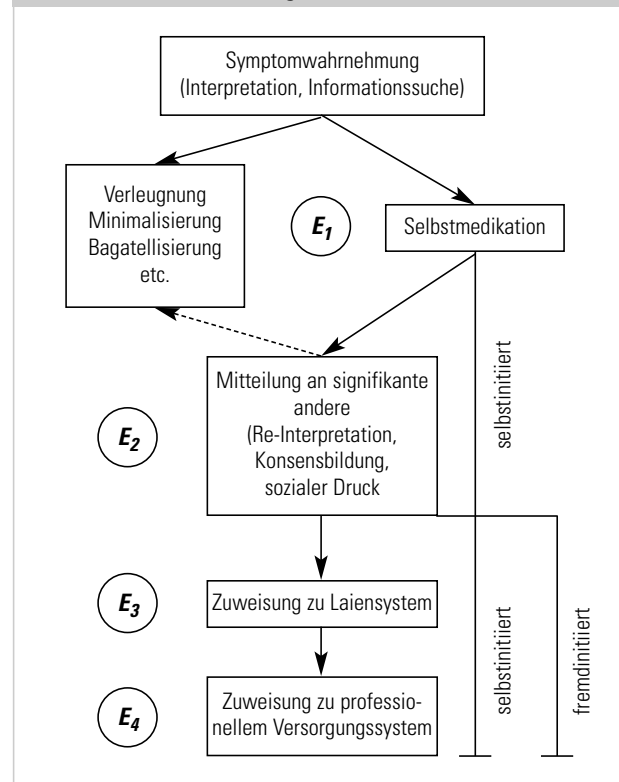 Symptomwahrnehmung
(Interpretation, Informationssuche)
Verleugnung
Minimalisierung
Bagatellisierung
etc.
E1
Selbstmedikation
selbstinitiiert
Mitteilung an signifikante
andere
(Re-Interpretation,
Konsensbildung,
sozialer Druck
E2
E3
Zuweisung zu Laiensystem
selbstinitiiert
fremdinitiiert
E4
Zuweisung zu professio-
nellem Versorgungssystem